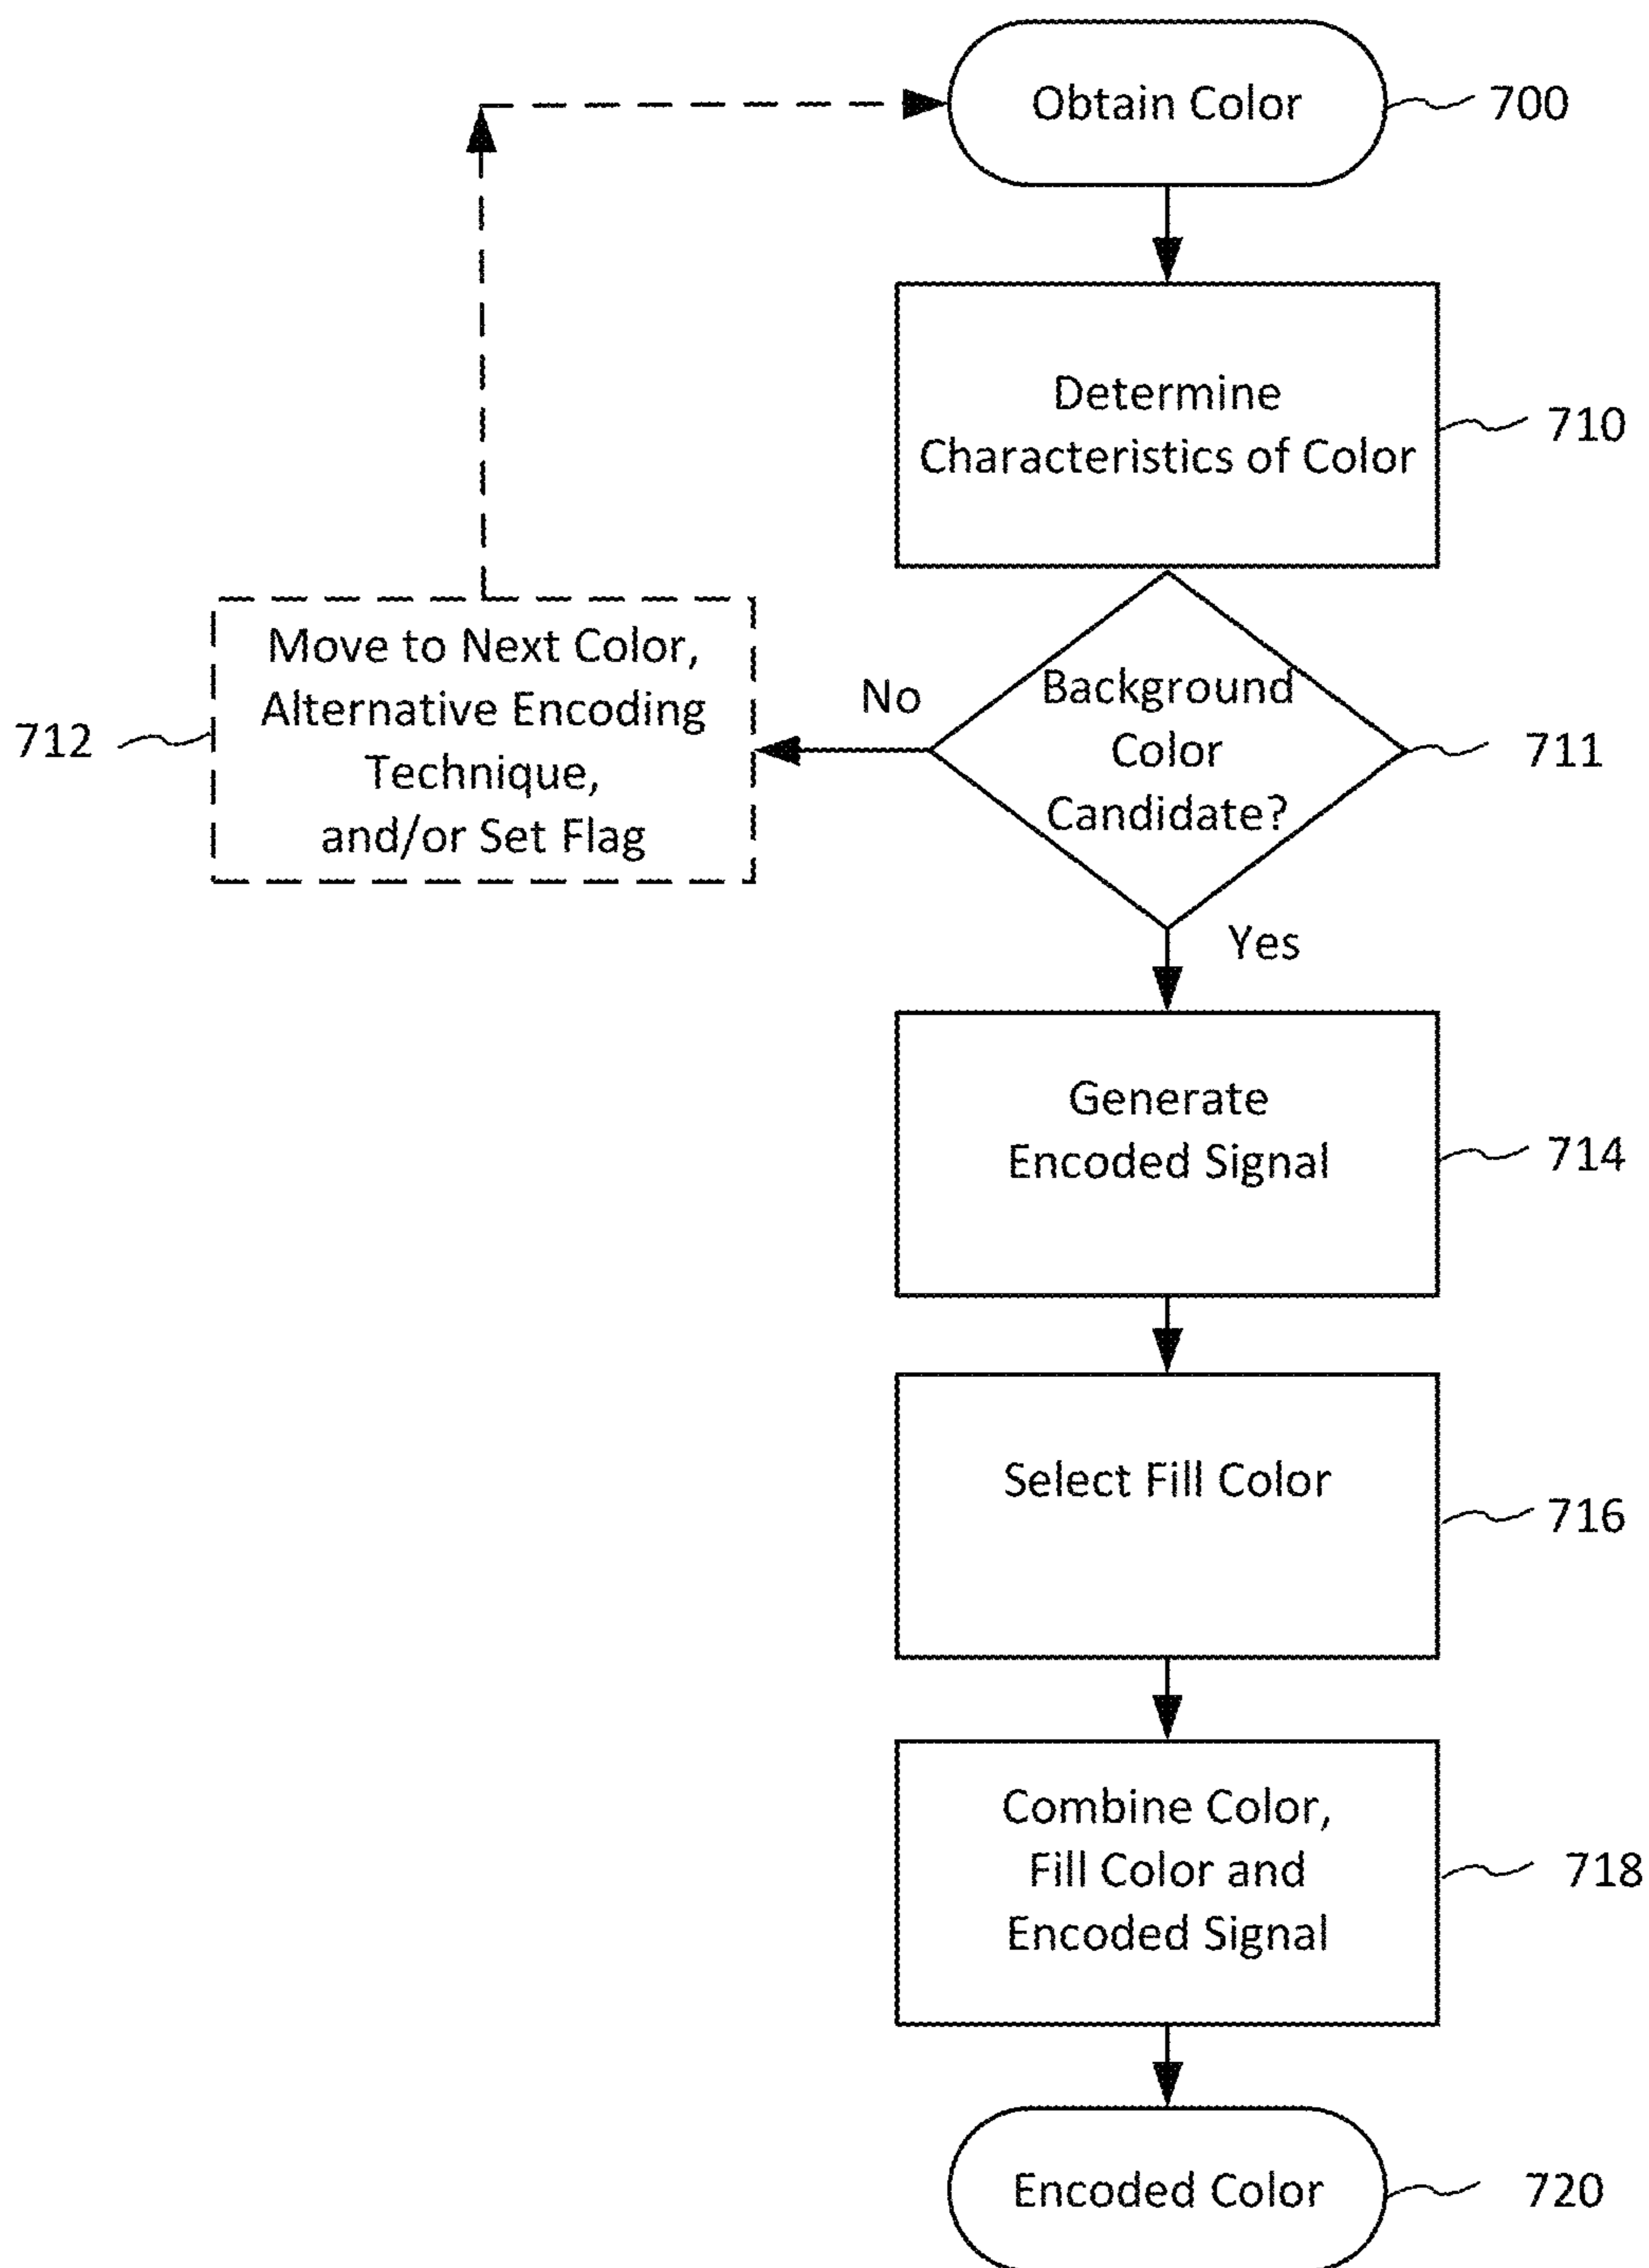 Obtain Color
700
Determine
Characteristics of Color
710
Background
Color
Candidate?
711
No
Move to Next Color,
Alternative Encoding
Technique,
and/or Set Flag
712
Yes
Generate
Encoded Signal
714
Select Fill Color
716
Combine Color,
Fill Color and
Encoded Signal
718
Encoded Color
720